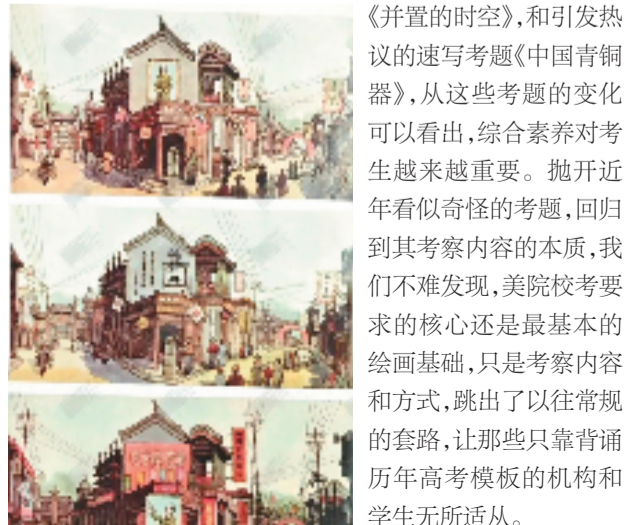 《并置的时空》,和引发热
议的速写考题《中国青铜
器》,从这些考题的变化
可以看出,综合素养对考
生越来越重要。抛开近
年看似奇怪的考题,回归
到其考察内容的本质,我
们不难发现,美院校考要
求的核心还是最基本的
绘画基础,只是考察内容
和方式,跳出了以往常规
的套路,让那些只靠背诵
历年高考模板的机构和
学生无所适从。